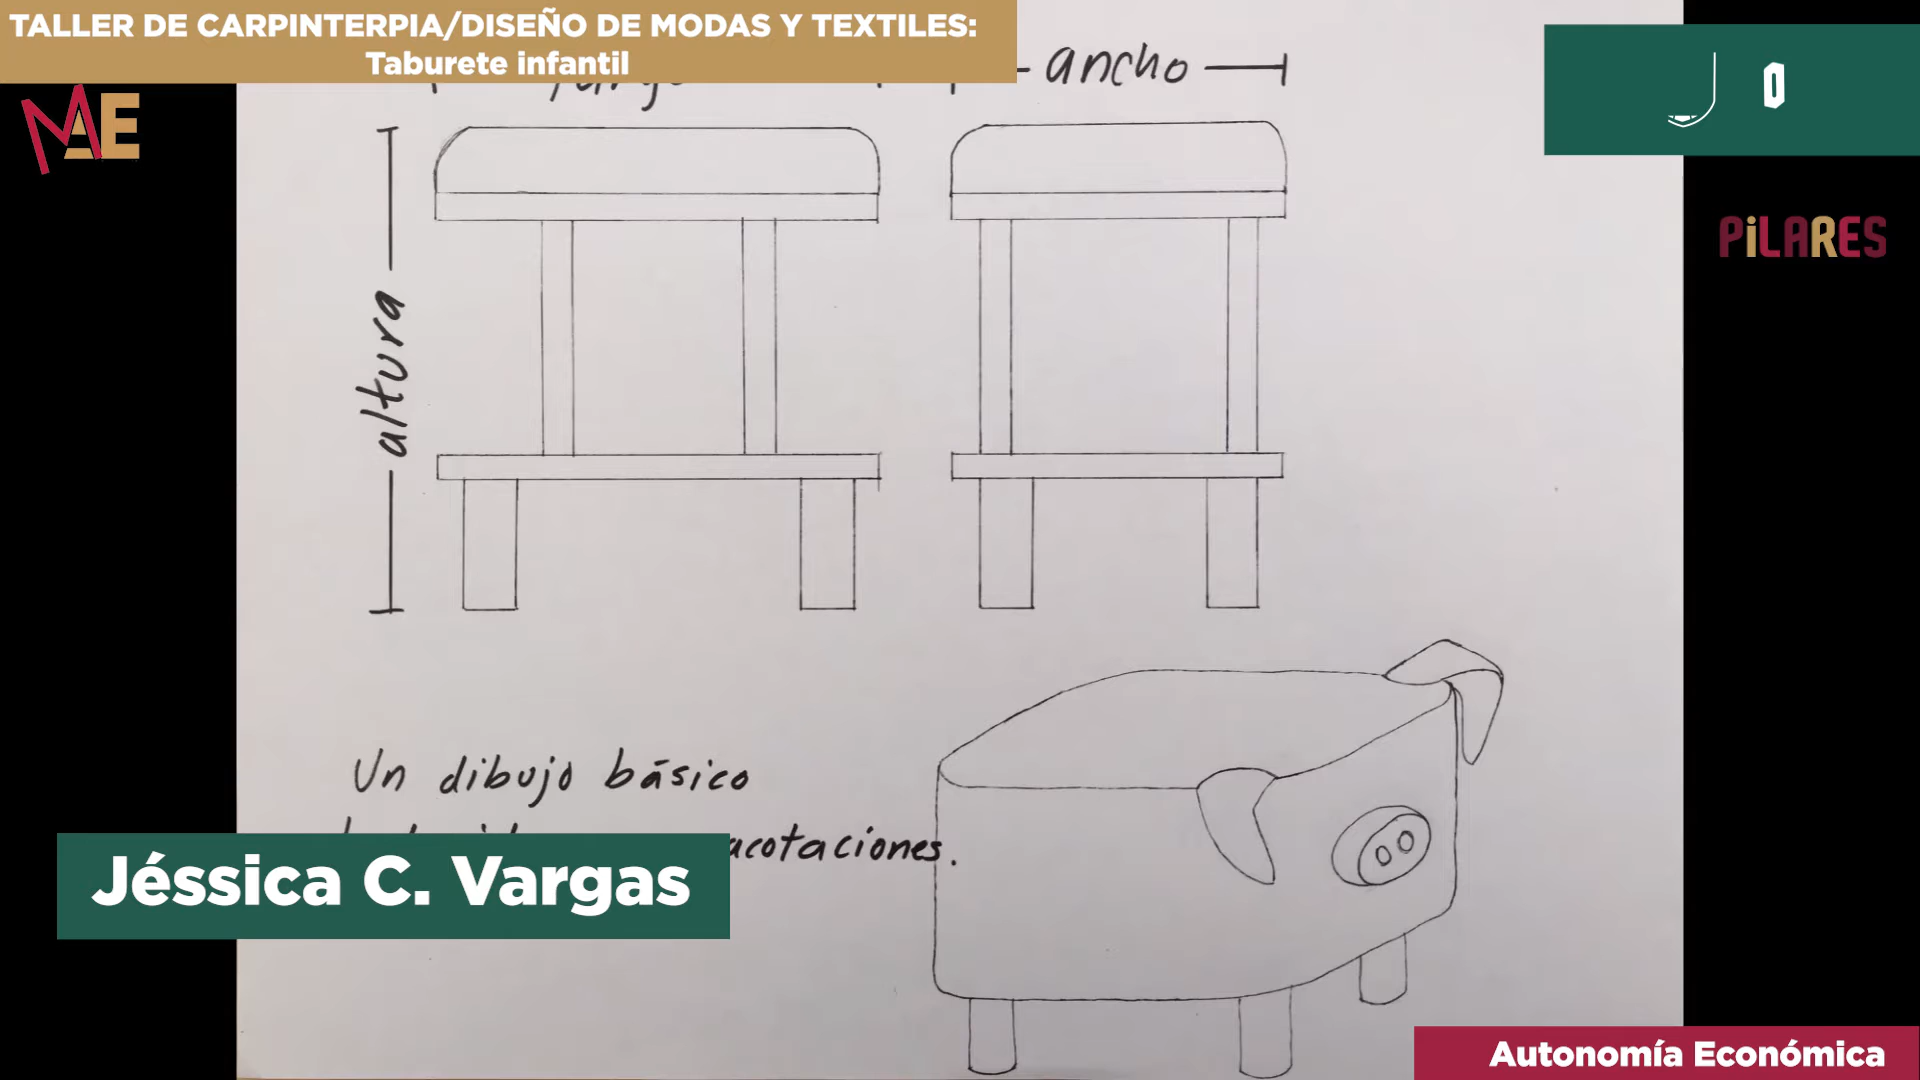 TALLER DE CARPINTERPIA/DISEÑO DE MODAS Y TEXTILES:
Taburete infantil
ancho
MAE
J 0
PiLARES
altura
Un dibujo básico
acotaciones.
Jéssica C. Vargas
Autonomía Económica